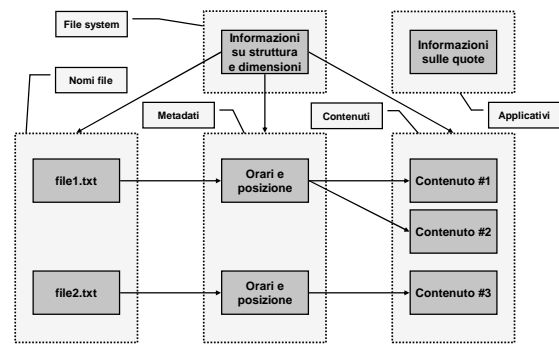 File system
Informazioni
su struttura
e dimensioni
Informazioni
sulle quote
Nomi file
Metadati
Contenuti
Applicativi
file1.txt
Orari e
posizione
Contenuto #1
Contenuto #2
file2.txt
Orari e
posizione
Contenuto #3